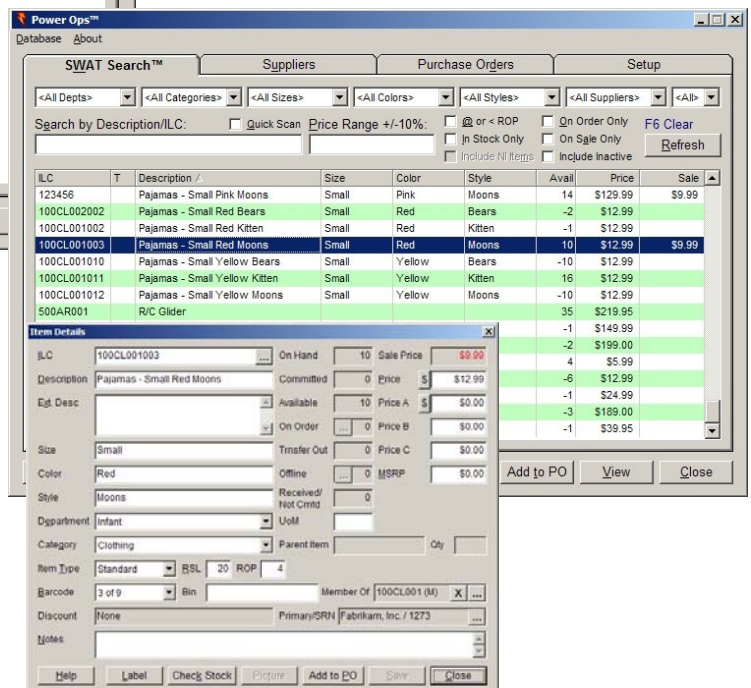 Power Ops™
Database About
SWAT Search™ Suppliers Purchase Orders Setup
<All Depts> <All Categories> <All Sizes> <All Colors> <All Styles> <All Suppliers> <All>
Search by Description/ILC: Quick Scan Price Range +/-10%: @ or < ROP On Order Only F6 Clear
In Stock Only On Sale Only Refresh
Include NI Items Include Inactive
ILC T Description Size Color Style Avail Price Sale
123456 Pajamas - Small Pink Moons Small Pink Moons 14 $129.99 $9.99
100CL002002 Pajamas - Small Red Bears Small Red Bears -2 $12.99
100CL001002 Pajamas - Small Red Kitten Small Red Kitten -1 $12.99
100CL001003 Pajamas - Small Red Moons Small Red Moons 10 $12.99 $9.99
100CL001010 Pajamas - Small Yellow Bears Small Yellow Bears -10 $12.99
100CL001011 Pajamas - Small Yellow Kitten Small Yellow Kitten 16 $12.99
100CL001012 Pajamas - Small Yellow Moons Small Yellow Moons -10 $12.99
500AR001 R/C Glider 35 $219.95
-1 $149.99
-2 $199.00
4 $5.99
-6 $12.99
-1 $24.99
-3 $189.00
-1 $39.95
Add to PO View Close
Item Details
ILC 100CL001003 ... On Hand 10 Sale Price $9.99
Description Pajamas - Small Red Moons Committed 0 Price $ $12.99
Ext. Desc Available 10 Price A $ $0.00
On Order ... 0 Price B $0.00
Size Small Trnsfer Out 0 Price C $0.00
Color Red Offline ... 0 MSRP $0.00
Style Moons Received/ Not Cmtd 0
Department Infant UoM
Category Clothing Parent Item Qty
Item Type Standard RSL 20 ROP 4
Barcode 3 of 9 Bin Member Of 100CL001 (M) X ...
Discount None Primary/SRN Fabrikam, Inc. / 1273 ...
Notes
Help Label Check Stock Picture Add to PO Save Close